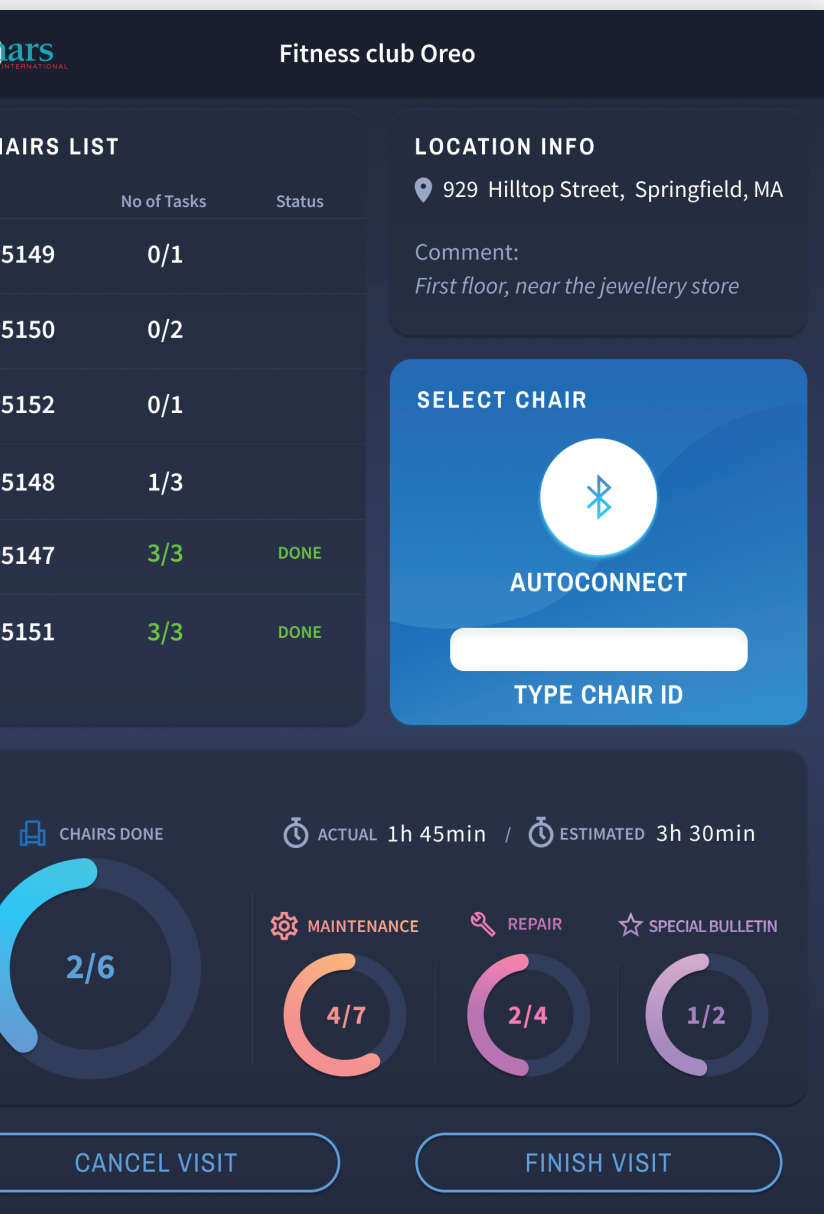 Fitness club Oreo
INTERNATIONAL
LIST
No of Tasks Status
5149 0/1
5150 0/2
5152 0/1
5148 1/3
5147 3/3 DONE
5151 3/3 DONE
LOCATION INFO
929 Hilltop Street, Springfield, MA
Comment:
First floor, near the jewellery store
SELECT CHAIR
AUTOCONNECT
TYPE CHAIR ID
CHAIRS DONE
2/6
ACTUAL 1h 45min / ESTIMATED 3h 30min
MAINTENANCE REPAIR SPECIAL BULLETIN
4/7 2/4 1/2
CANCEL VISIT FINISH VISIT